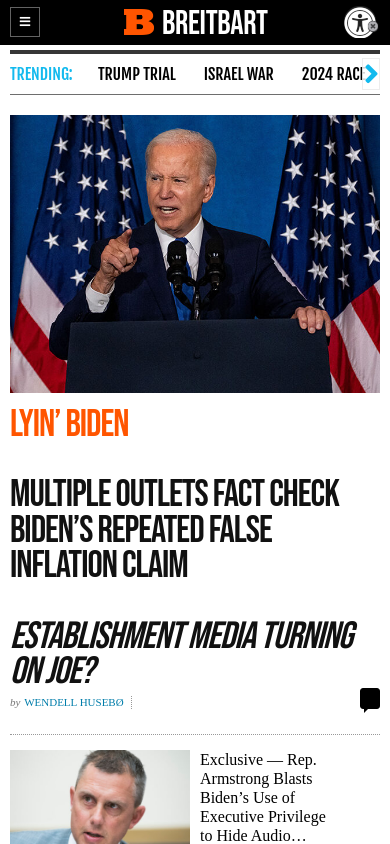 BREITBART
TRENDING: TRUMP TRIAL ISRAEL WAR 2024 RACE
LYIN’ BIDEN
MULTIPLE OUTLETS FACT CHECK
BIDEN’S REPEATED FALSE
INFLATION CLAIM
ESTABLISHMENT MEDIA TURNING
ON JOE?
by WENDELL HUSEBØ
Exclusive — Rep.
Armstrong Blasts
Biden’s Use of
Executive Privilege
to Hide Audio…